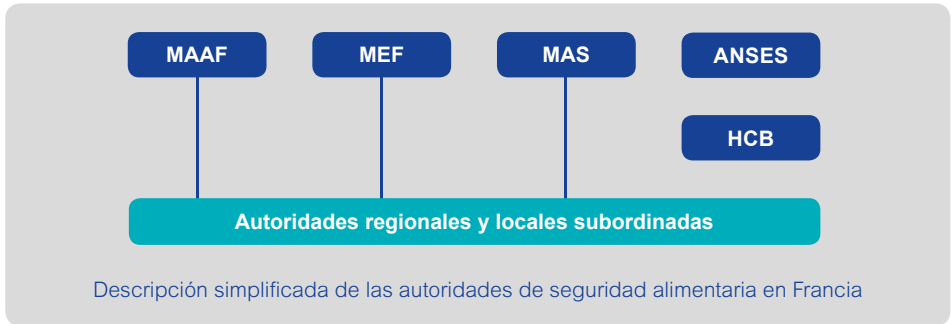 MAAF MEF MAS ANSES
HCB
Autoridades regionales y locales subordinadas
Descripción simplificada de las autoridades de seguridad alimentaria en Francia